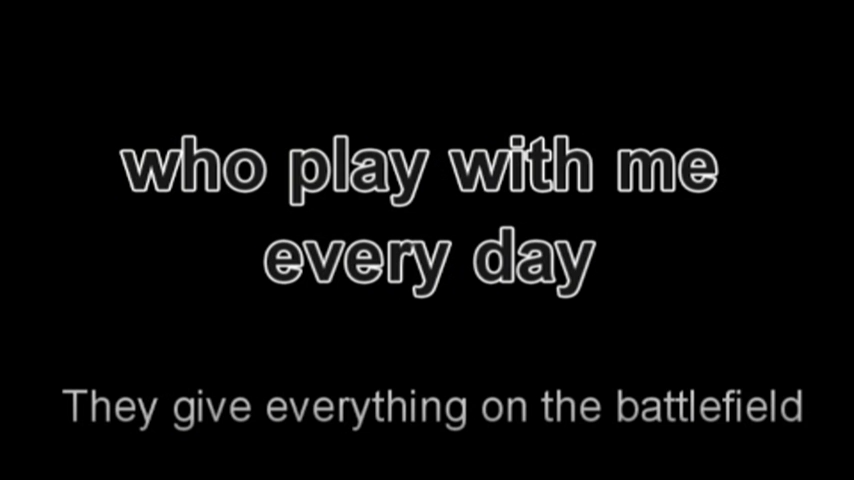 who play with me
every day
They give everything on the battlefield